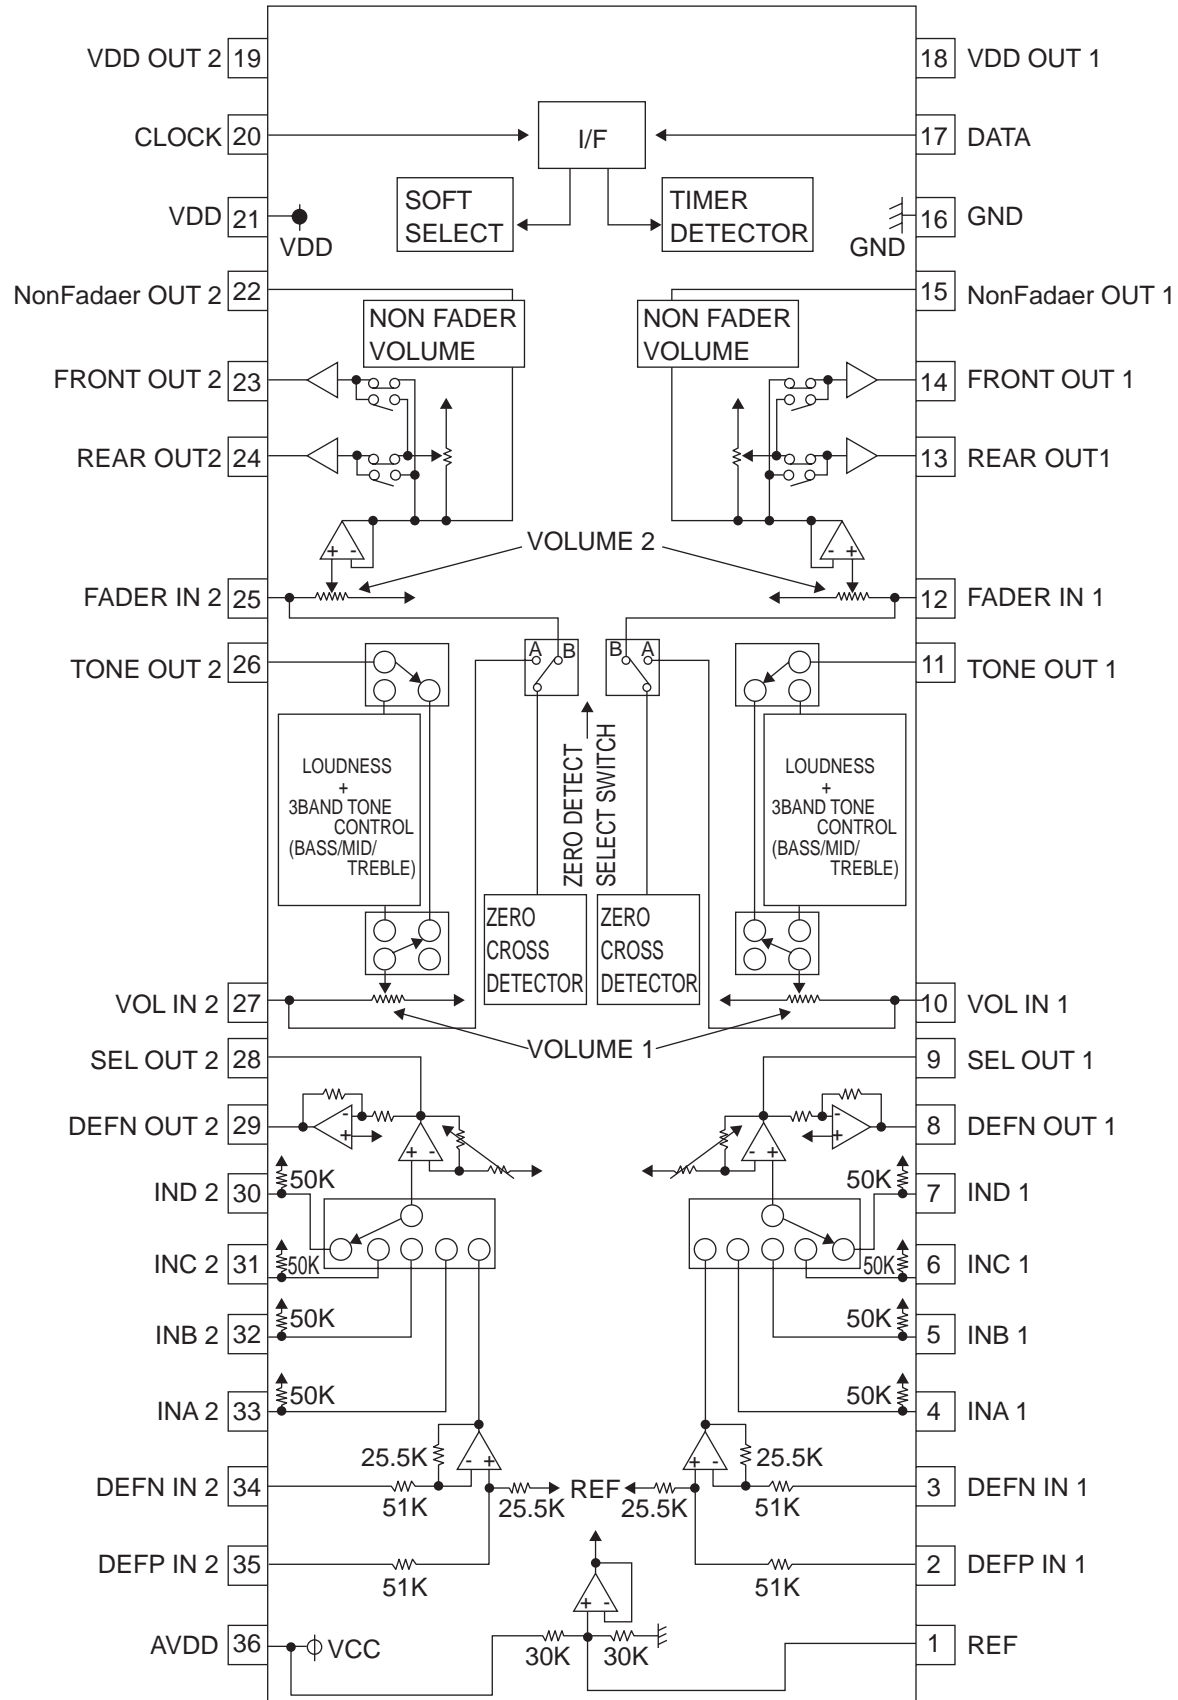 VDD OUT 2 19
18 VDD OUT 1
CLOCK 20
I/F
17 DATA
SOFT
SELECT
TIMER
DETECTOR
VDD 21
VDD
GND
16 GND
NonFadaer OUT 2 22
15 NonFadaer OUT 1
NON FADER
VOLUME
NON FADER
VOLUME
FRONT OUT 2 23
14 FRONT OUT 1
REAR OUT2 24
13 REAR OUT1
+ -
- +
VOLUME 2
FADER IN 2 25
12 FADER IN 1
A B
B A
TONE OUT 2 26
11 TONE OUT 1
LOUDNESS
+
3BAND TONE
CONTROL
(BASS/MID/
TREBLE)
ZERO DETECT
SELECT SWITCH
LOUDNESS
+
3BAND TONE
CONTROL
(BASS/MID/
TREBLE)
ZERO
CROSS
DETECTOR
ZERO
CROSS
DETECTOR
VOL IN 2 27
10 VOL IN 1
VOLUME 1
SEL OUT 2 28
9 SEL OUT 1
DEFN OUT 2 29
-
+
+ -
- +
-
+
8 DEFN OUT 1
IND 2 30
50K
50K
7 IND 1
INC 2 31
50K
50K
6 INC 1
INB 2 32
50K
50K
5 INB 1
INA 2 33
50K
50K
4 INA 1
25.5K
- +
+ -
25.5K
DEFN IN 2 34
51K
25.5K
REF
25.5K
51K
3 DEFN IN 1
DEFP IN 2 35
51K
51K
2 DEFP IN 1
+ -
AVDD 36
VCC
30K
30K
1 REF